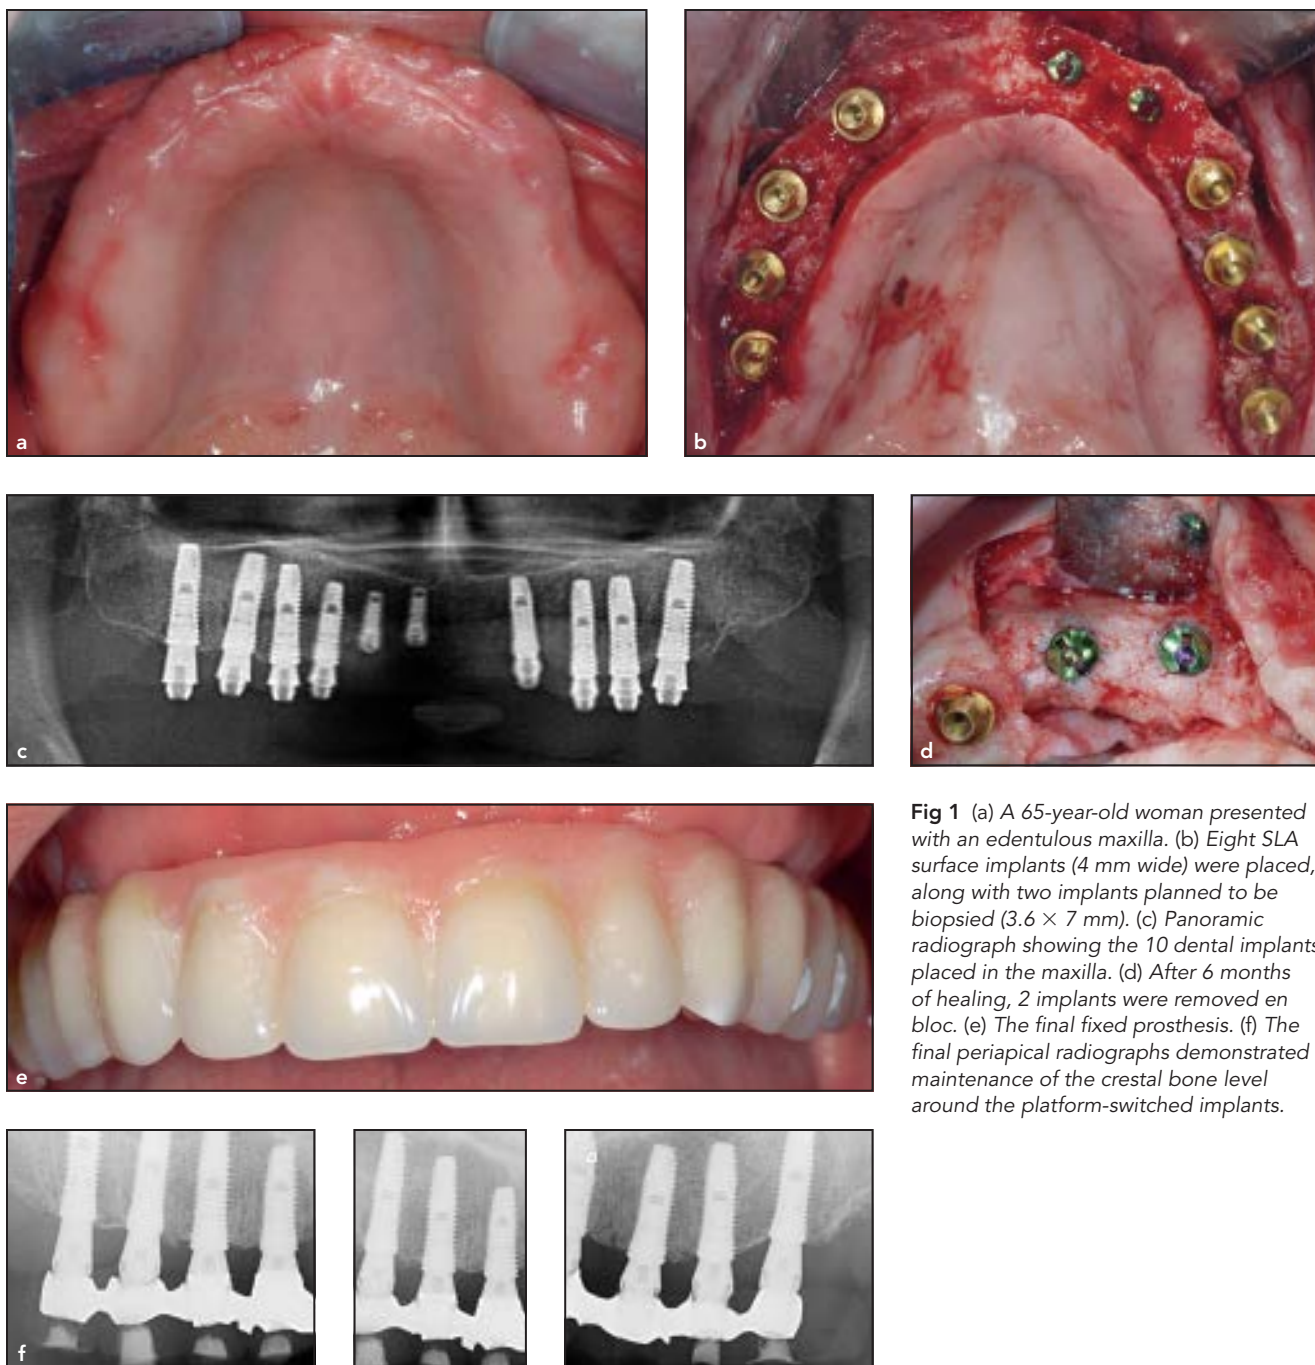 a
b
c
d
e
Fig 1 (a) A 65-year-old woman presented
with an edentulous maxilla. (b) Eight SLA
surface implants (4 mm wide) were placed,
along with two implants planned to be
biopsied (3.6 × 7 mm). (c) Panoramic
radiograph showing the 10 dental implants
placed in the maxilla. (d) After 6 months
of healing, 2 implants were removed en
bloc. (e) The final fixed prosthesis. (f) The
final periapical radiographs demonstrated
maintenance of the crestal bone level
around the platform-switched implants.
f